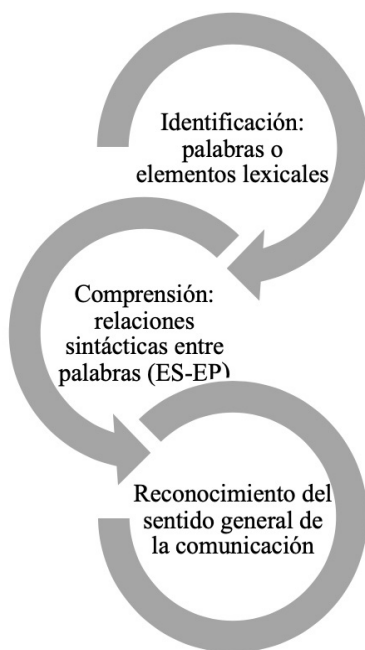 Identificación:
palabras o
elementos lexicales
Comprensión:
relaciones
sintácticas entre
palabras (ES-EP)
Reconocimiento del
sentido general de
la comunicación